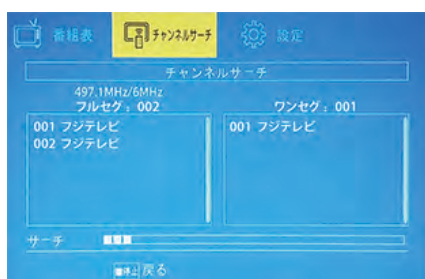 番組表 チャンネルサーチ 設定
チャンネルサーチ
497.1MHz/6MHz
フルセグ：002 ワンセグ：001
001 フジテレビ 001 フジテレビ
002 フジテレビ
サーチ
■停止 戻る